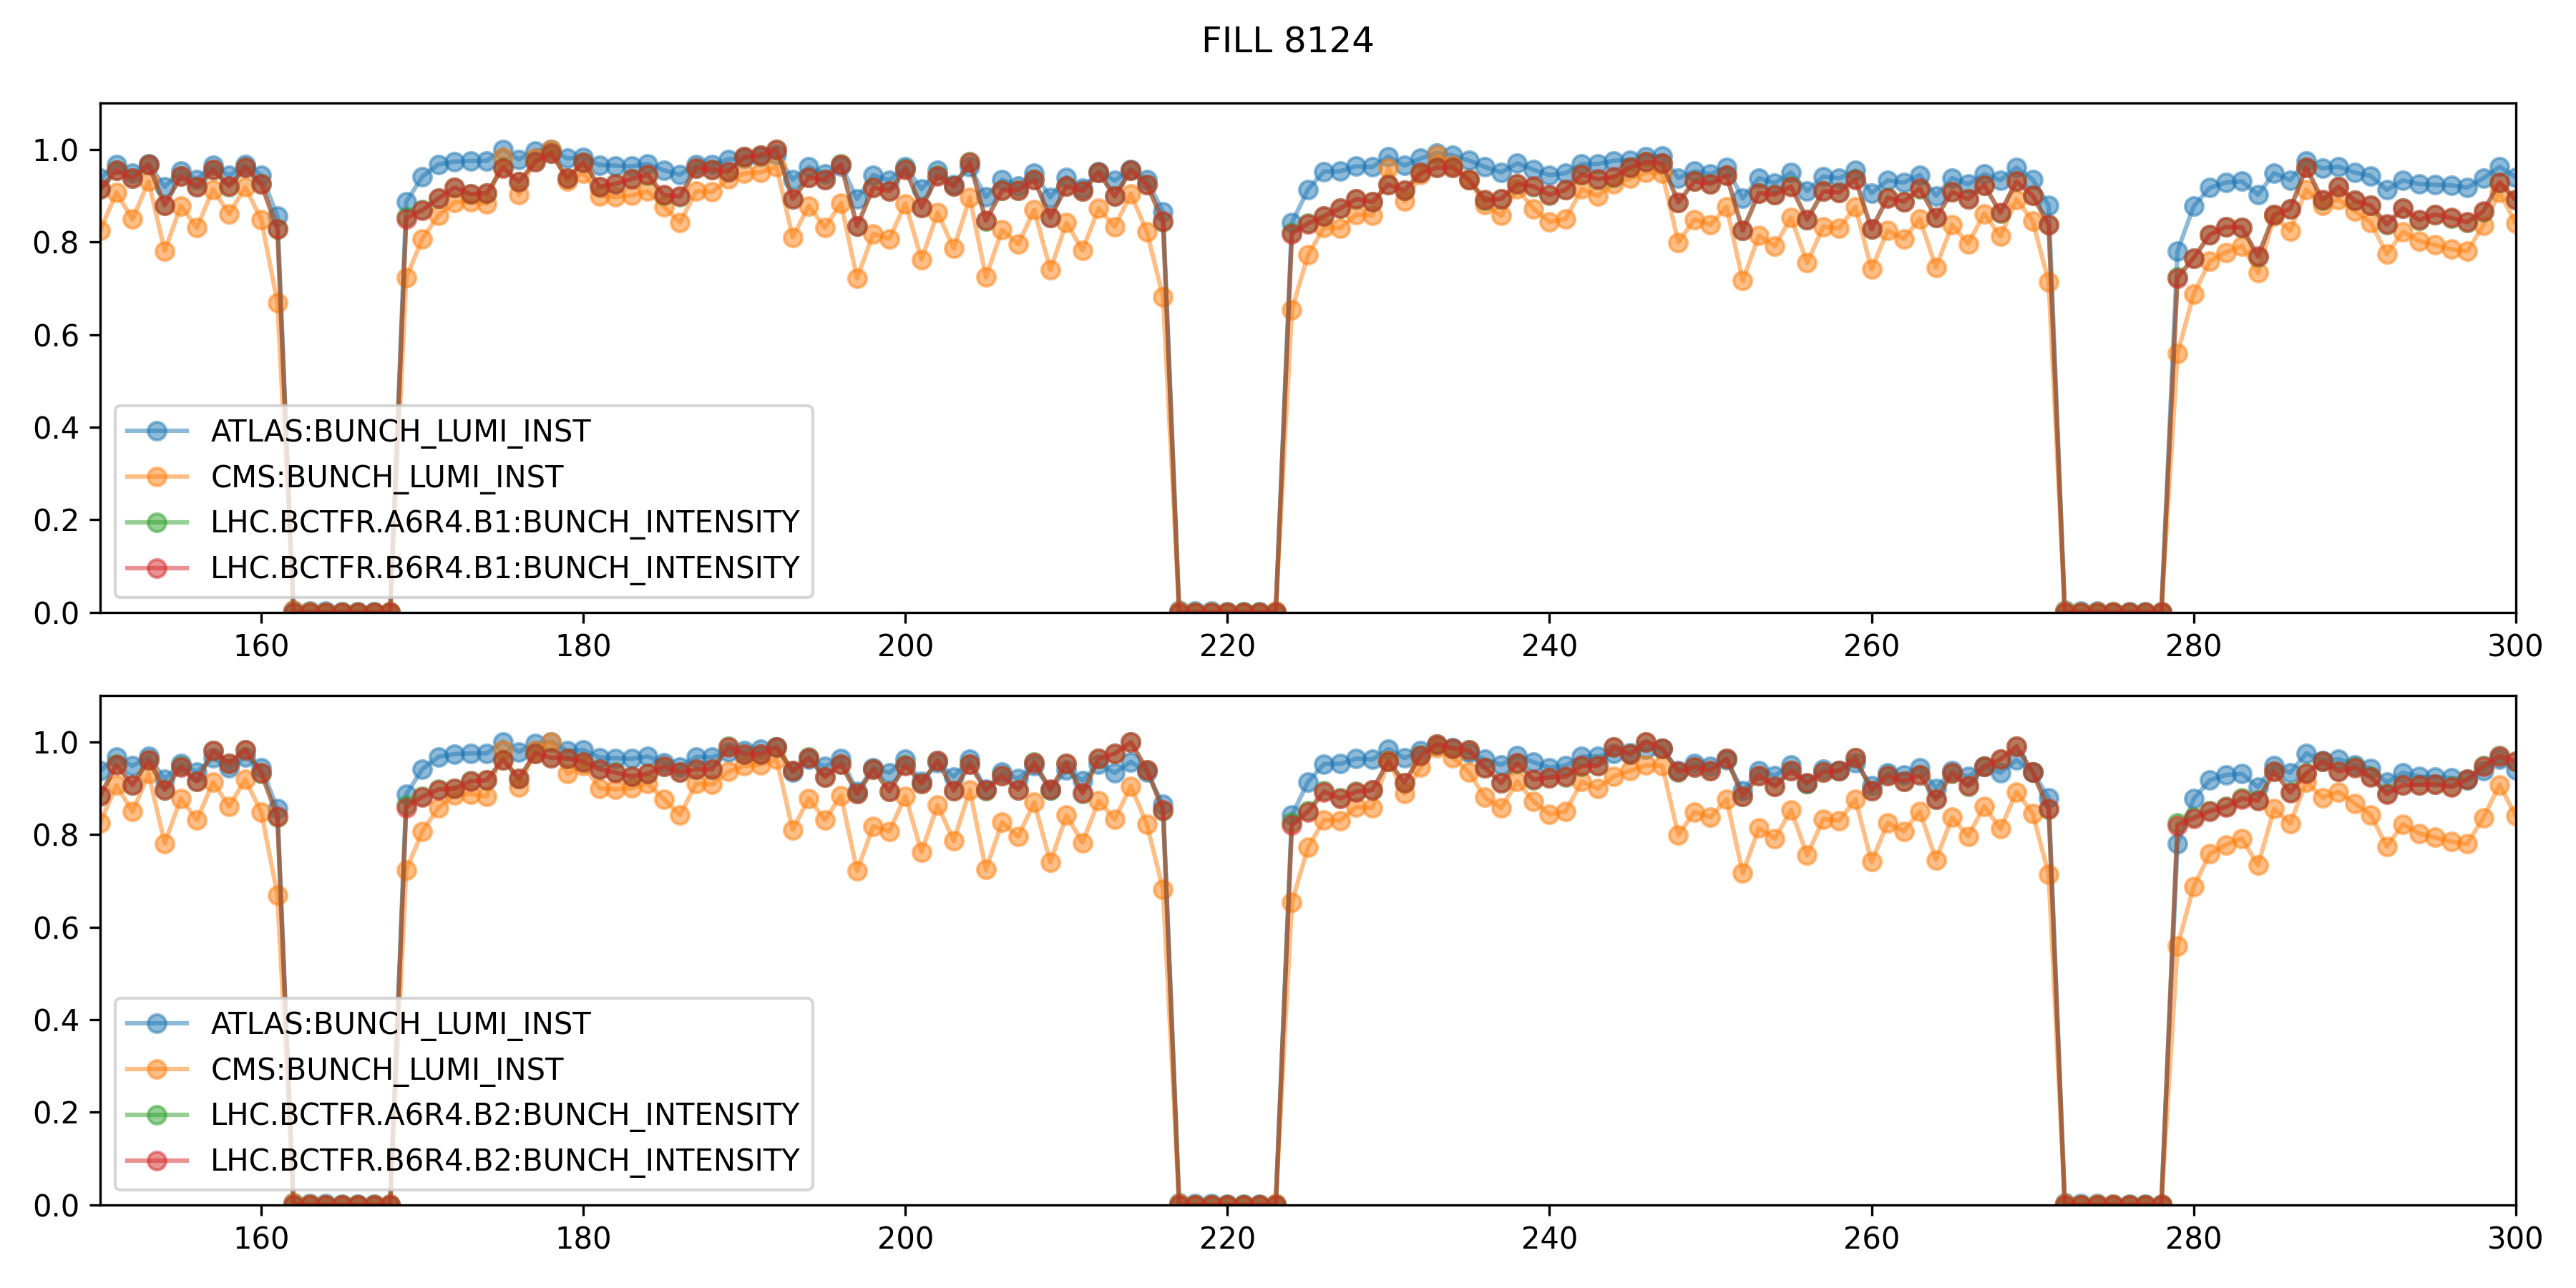 FILL 8124
1.0
0.8
0.6
0.4
0.2
0.0
ATLAS:BUNCH_LUMI_INST
CMS:BUNCH_LUMI_INST
LHC.BCTFR.A6R4.B1:BUNCH_INTENSITY
LHC.BCTFR.B6R4.B1:BUNCH_INTENSITY
160 180 200 220 240 260 280 300
1.0
0.8
0.6
0.4
0.2
0.0
ATLAS:BUNCH_LUMI_INST
CMS:BUNCH_LUMI_INST
LHC.BCTFR.A6R4.B2:BUNCH_INTENSITY
LHC.BCTFR.B6R4.B2:BUNCH_INTENSITY
160 180 200 220 240 260 280 300